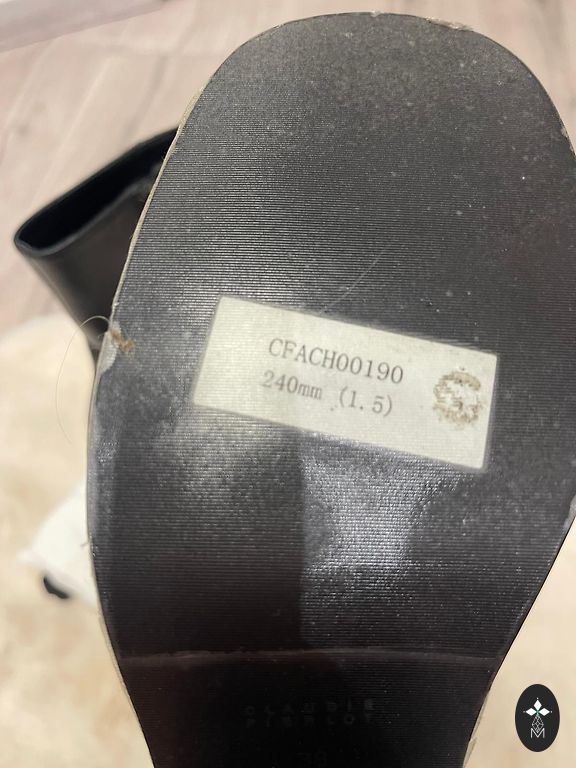 CFACH00190
240mm (1.5)
CLAUDIE
PIERLOT
M